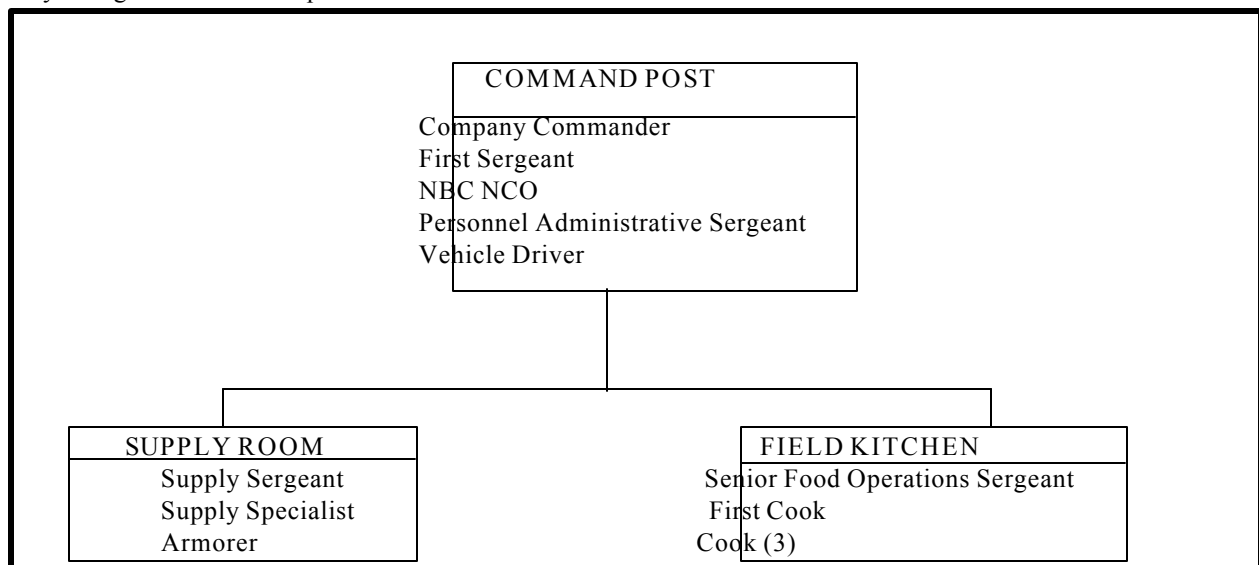 COMMAND POST
Company Commander
First Sergeant
NBC NCO
Personnel Administrative Sergeant
Vehicle Driver
SUPPLY ROOM
Supply Sergeant
Supply Specialist
Armorer
FIELD KITCHEN
Senior Food Operations Sergeant
First Cook
Cook (3)